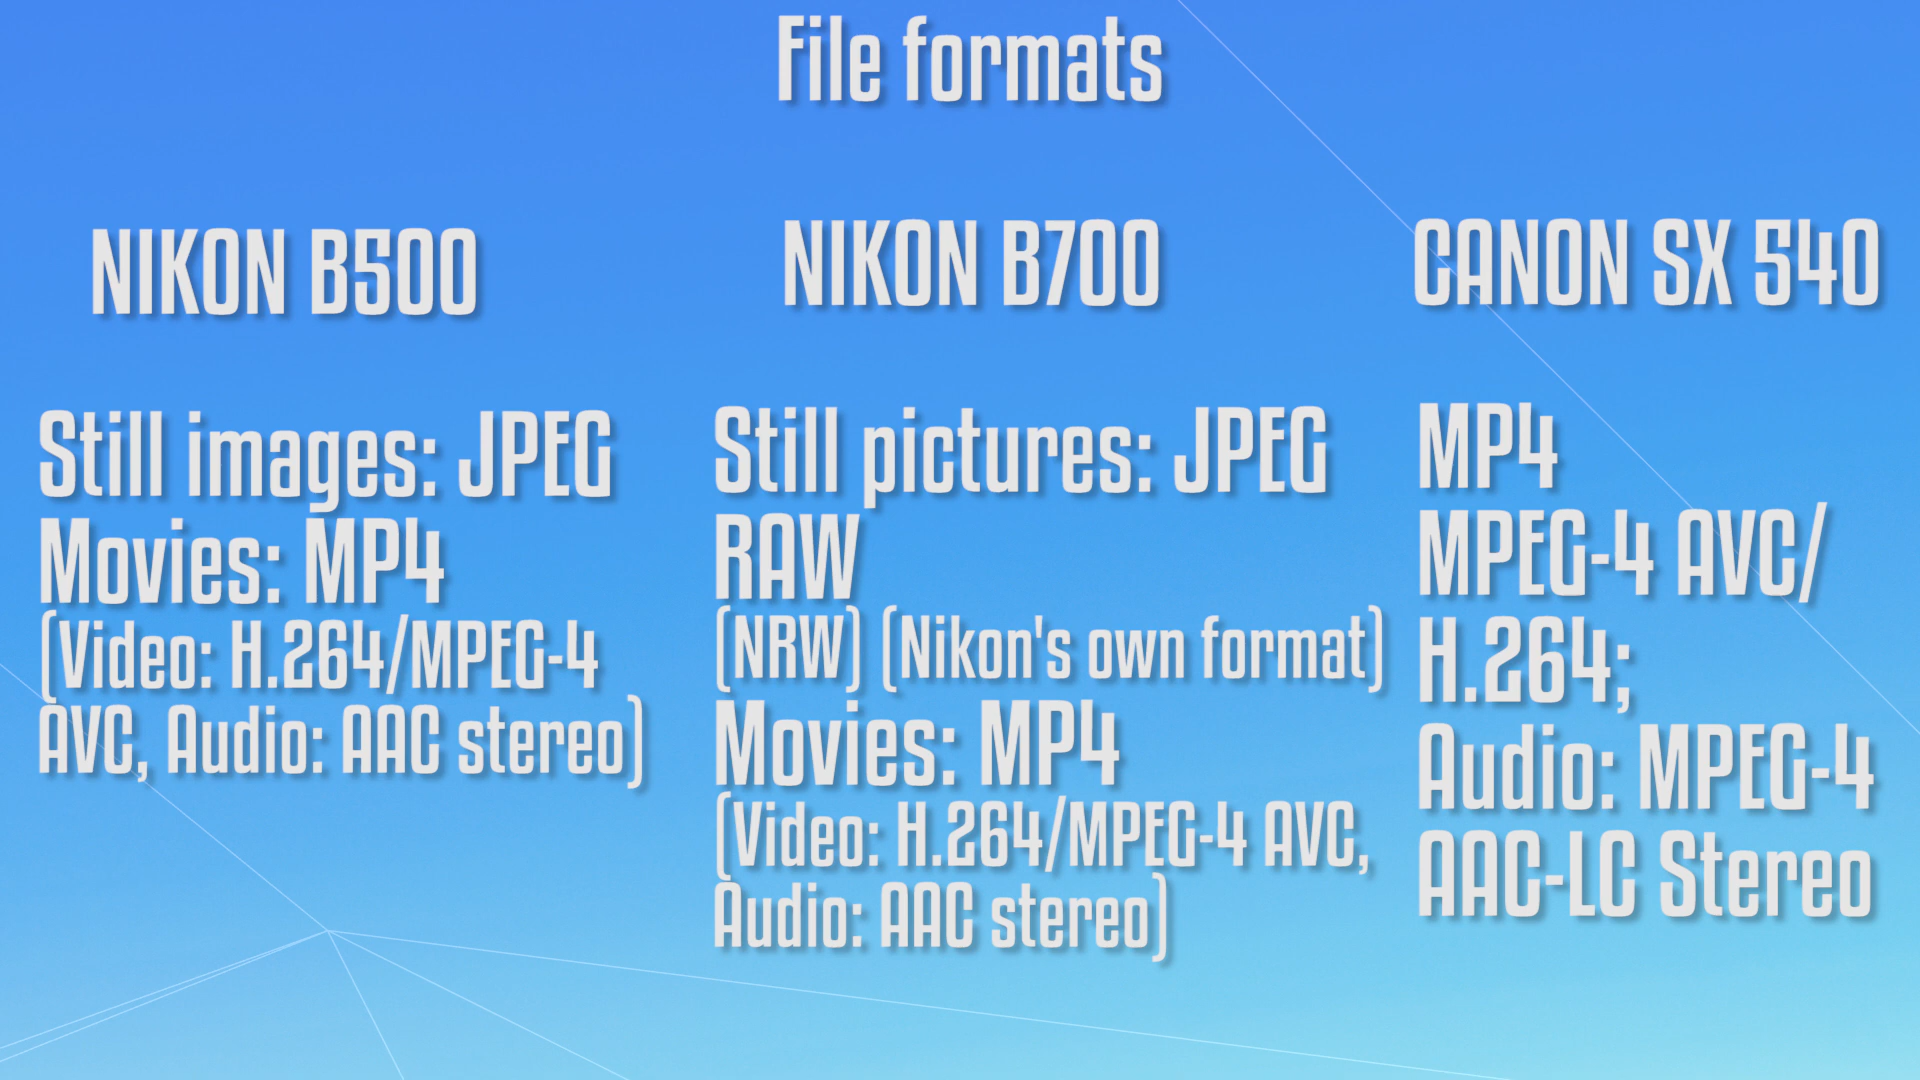 File formats
NIKON B500
Still images: JPEG
Movies: MP4
(Video: H.264/MPEG-4
AVC, Audio: AAC stereo)
NIKON B700
Still pictures: JPEG
RAW
(NRW) (Nikon's own format)
Movies: MP4
(Video: H.264/MPEG-4 AVC,
Audio: AAC stereo)
CANON SX 540
MP4
MPEG-4 AVC/
H.264;
Audio: MPEG-4
AAC-LC Stereo